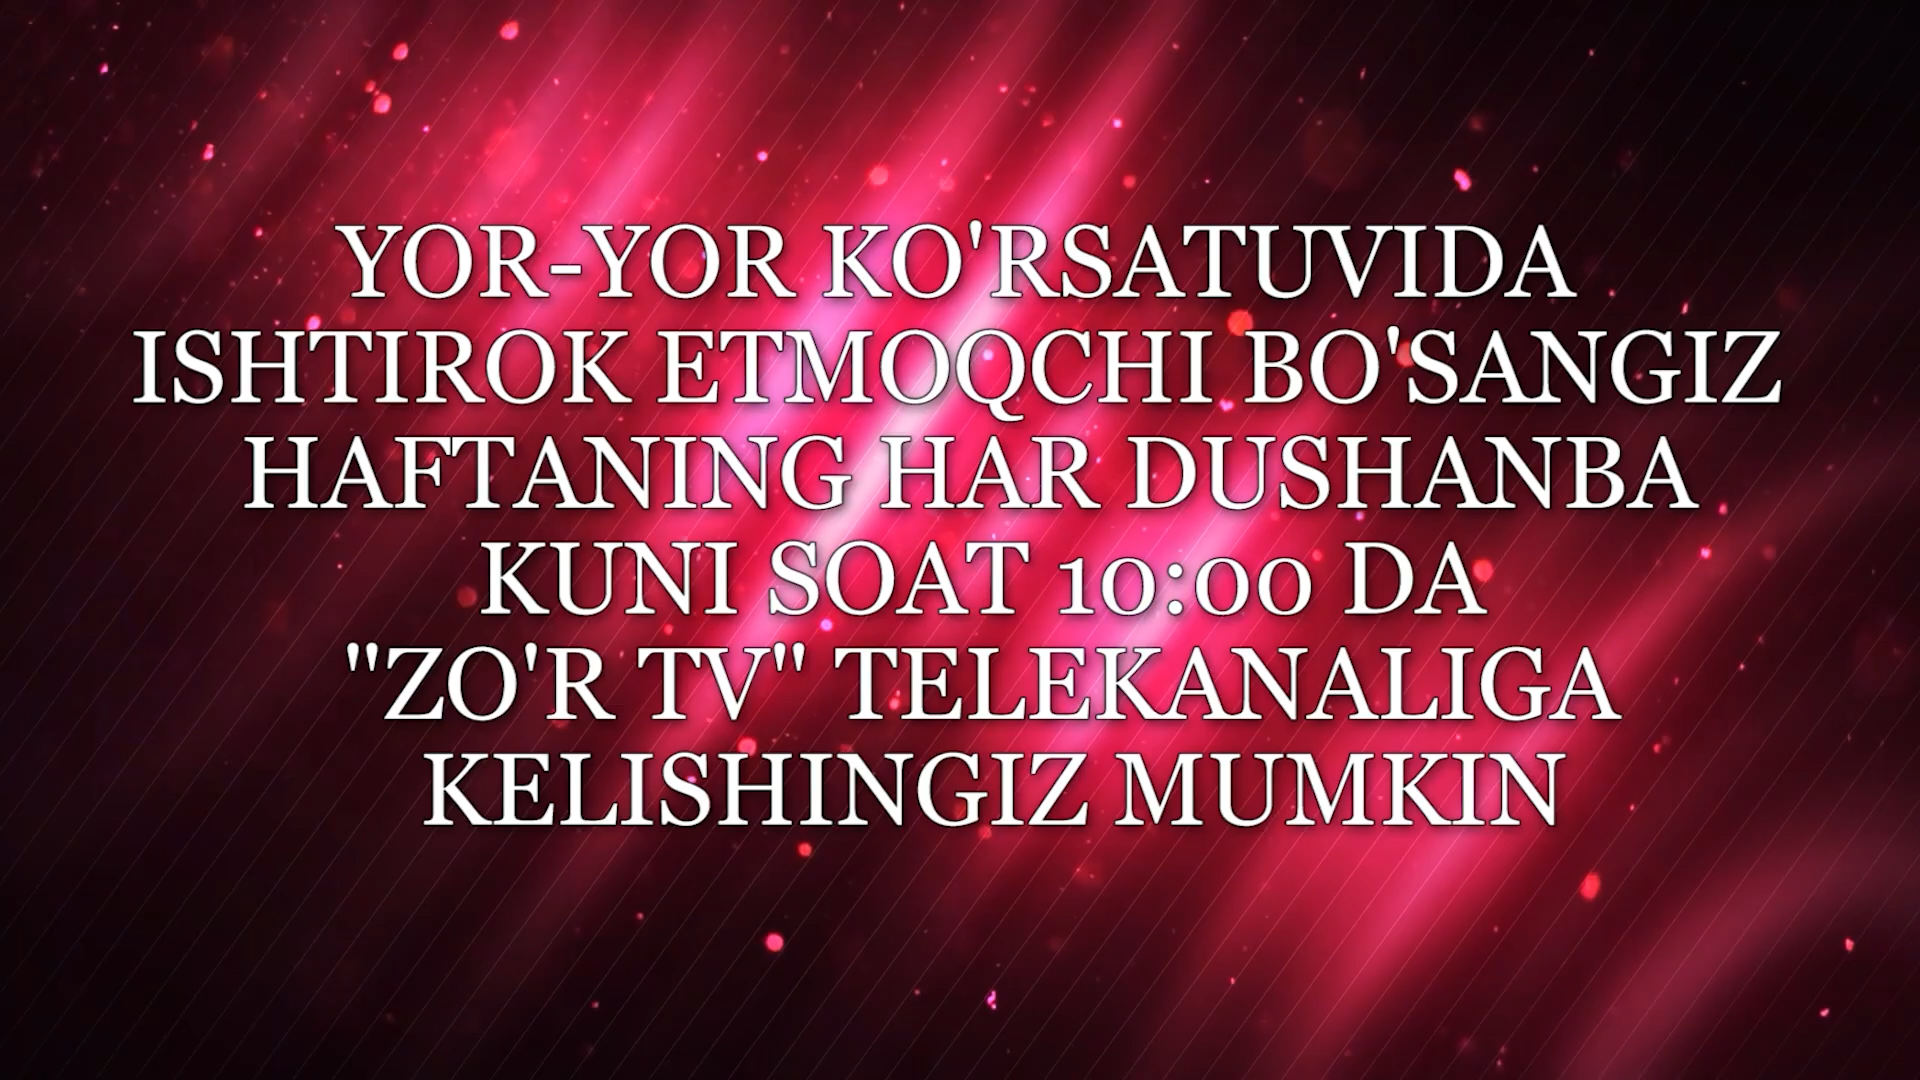 YOR-YOR KO'RSATUVIDA
ISHTIROK ETMOQCHI BO'SANGIZ
HAFTANING HAR DUSHANBA
KUNI SOAT 10:00 DA
"ZO'R TV" TELEKANALIGA
KELISHINGIZ MUMKIN